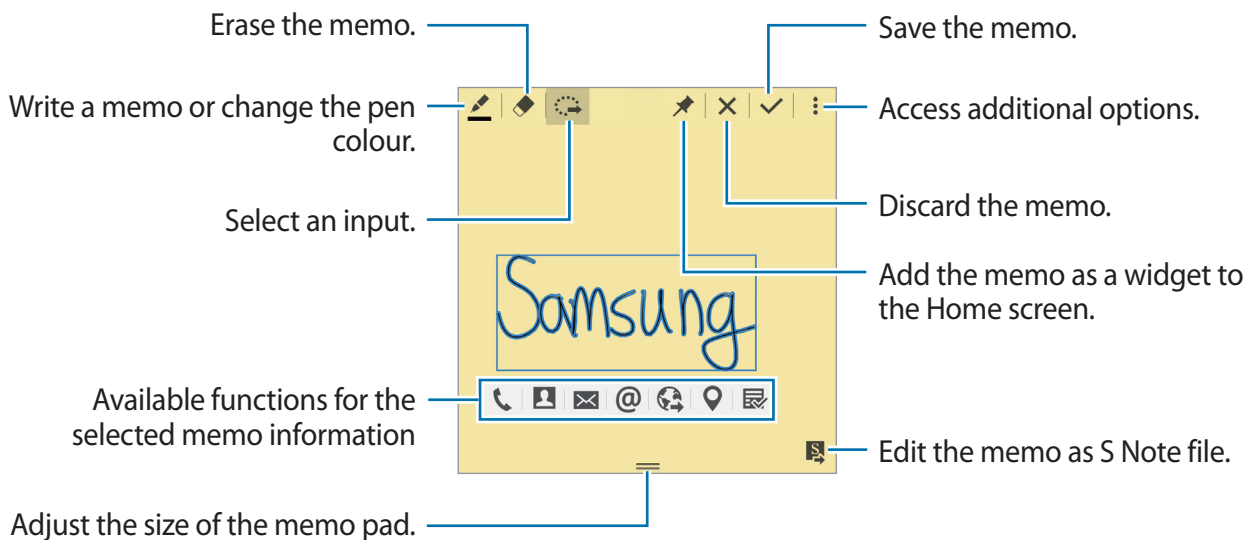 Erase the memo.
Save the memo.
Write a memo or change the pen
colour.
Access additional options.
Select an input.
Discard the memo.
Add the memo as a widget to
the Home screen.
Samsung
Available functions for the
selected memo information
@
S
Edit the memo as S Note file.
Adjust the size of the memo pad.